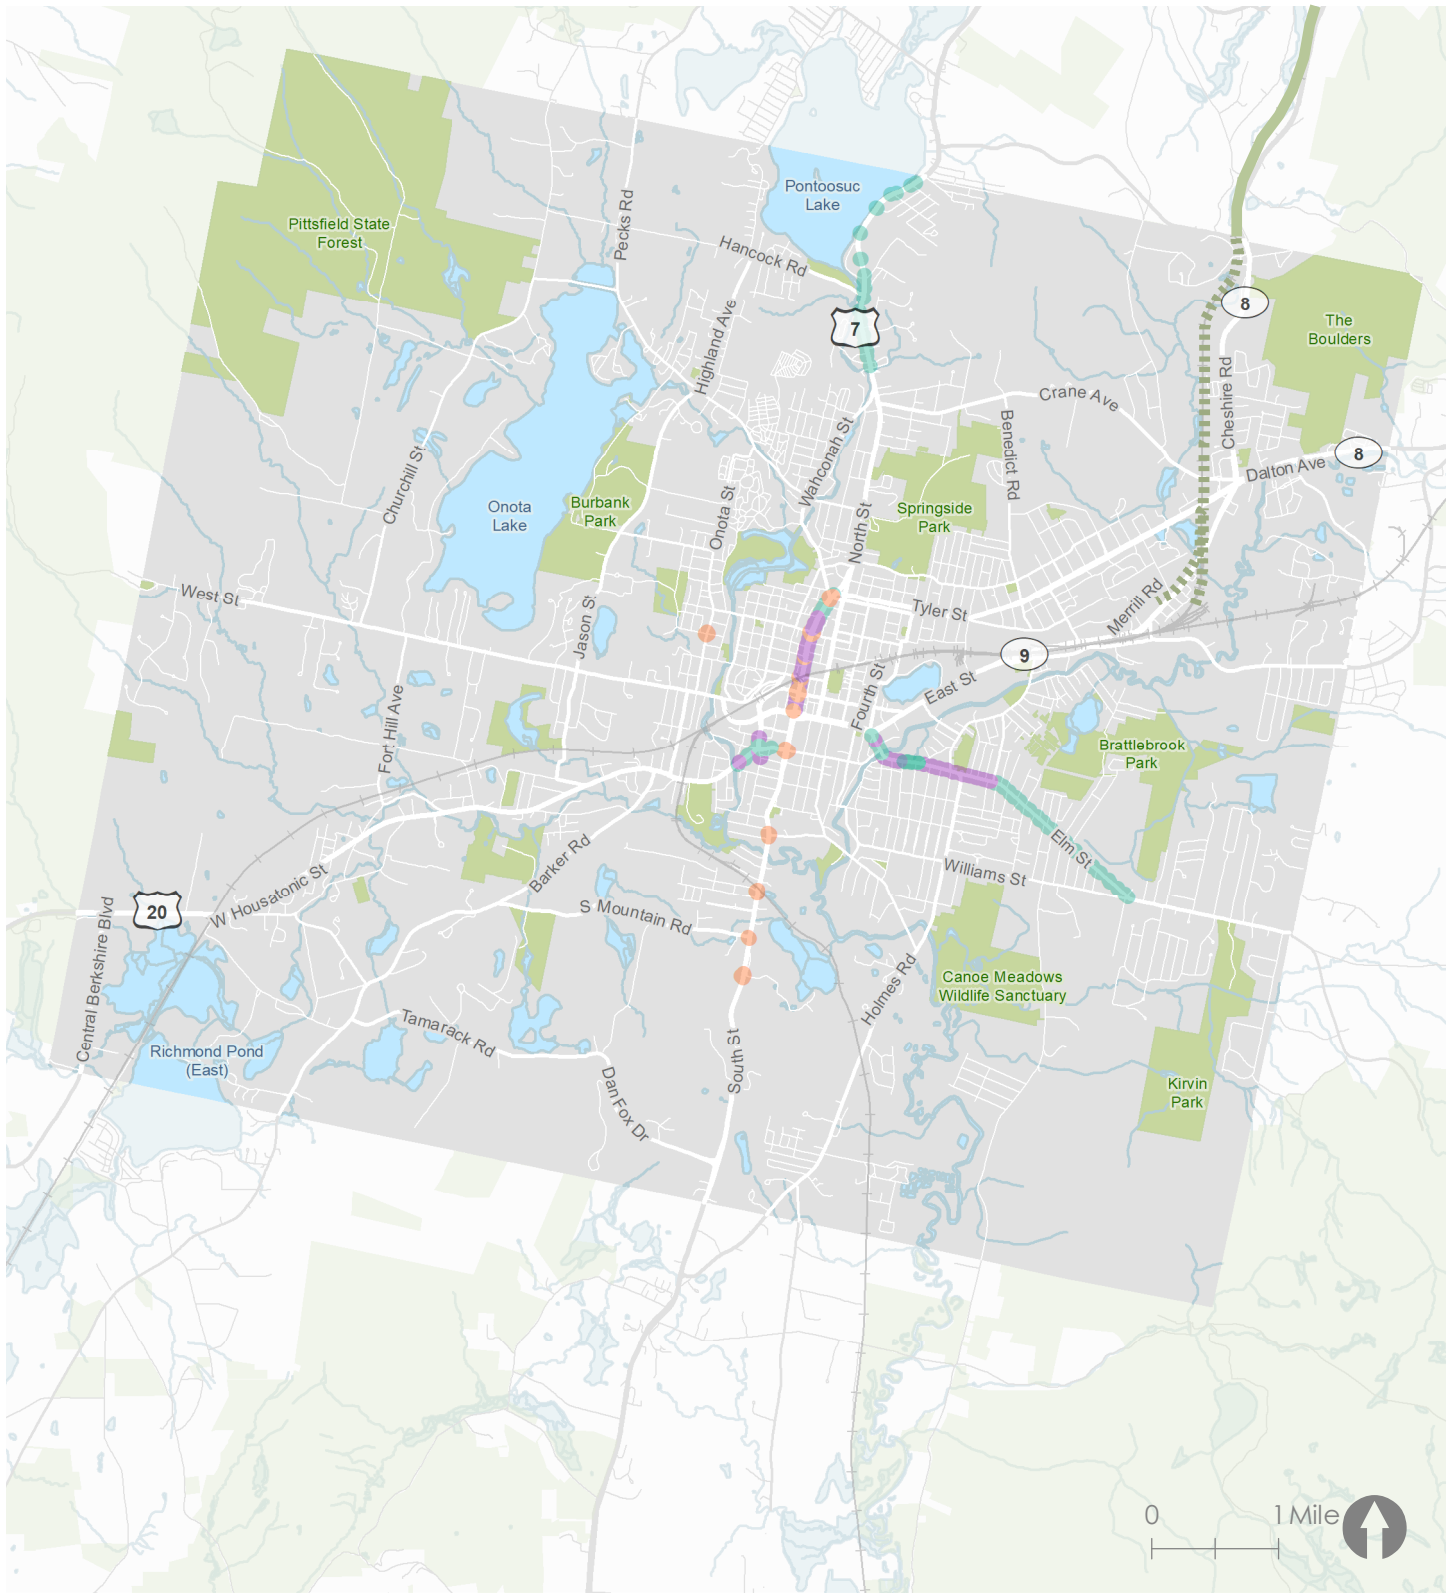 Pontoosuc
Lake
Pecks Rd
Pittsfield State
Forest
Hancock Rd
8
7
The
Boulders
Highland Ave
Cheshire Rd
Crane Ave
Benedict Rd
Wahconah St
8
Dalton Ave
Churchill St
Onota
Lake
Burbank
Park
Onota St
Springside
Park
North St
West St
Jason St
Tyler St
Merrill Rd
9
East St
Fourth St
Fort Hill Ave
Brattlebrook
Park
Elm St
Williams St
Barker Rd
W Housatonic St
20
S Mountain Rd
Central Berkshire Blvd
Canoe Meadows
Wildlife Sanctuary
Holmes Rd
Tamarack Rd
Richmond Pond
(East)
South St
Dan Fox Dr
Kirvin
Park
0 1 Mile